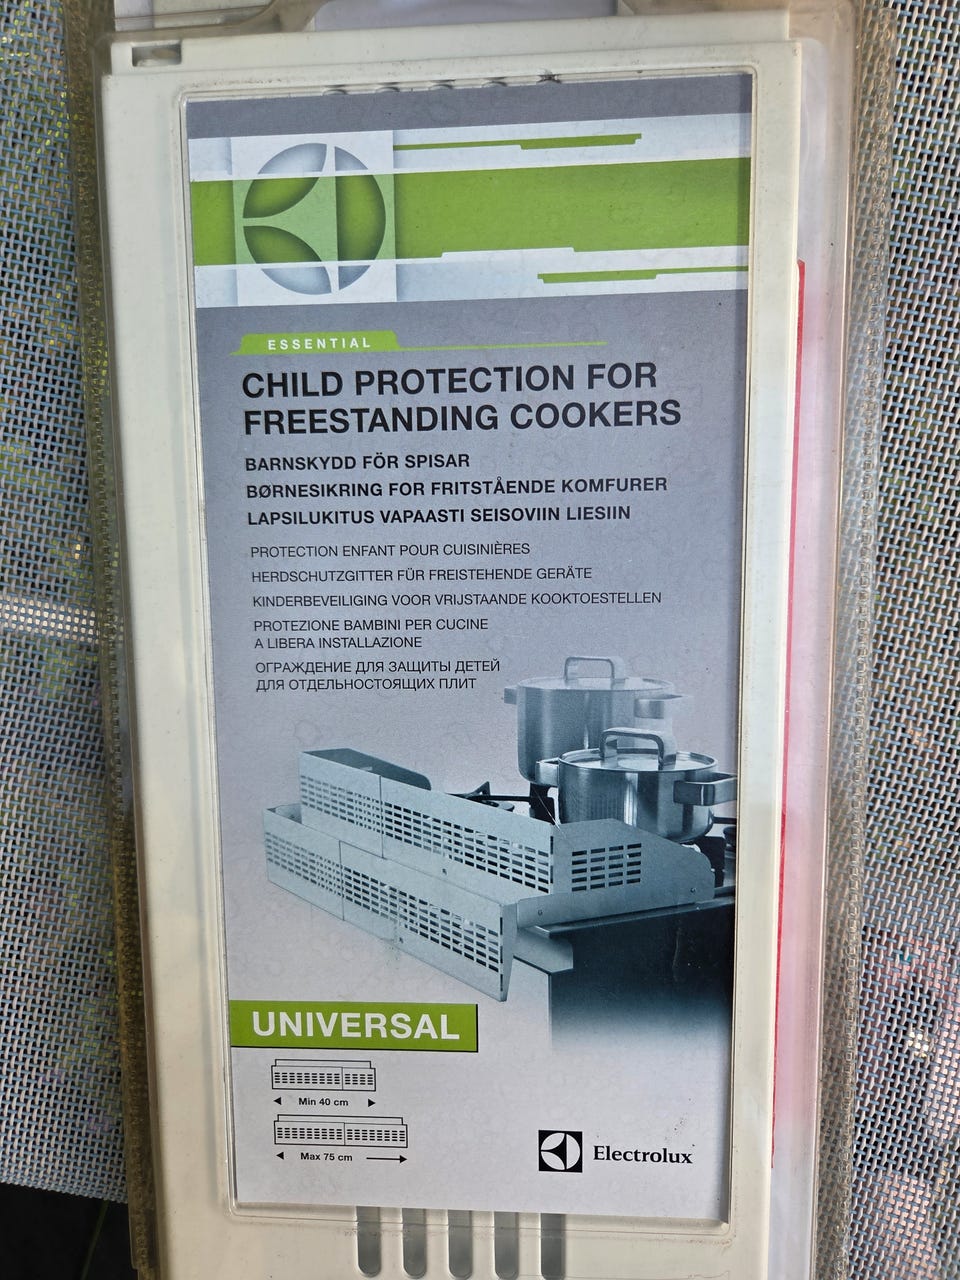 ESSENTIAL
CHILD PROTECTION FOR
FREESTANDING COOKERS
BARNSKYDD FÖR SPISAR
BØRNESIKRING FOR FRITSTÅENDE KOMFURER
LAPSILUKITUS VAPAASTI SEISOVIIN LIESIIN
PROTECTION ENFANT POUR CUISINIÈRES
HERDSCHUTZGITTER FÜR FREISTEHENDE GERÄTE
KINDERBEVEILIGING VOOR VRIJSTAANDE KOOKTOESTELLEN
PROTEZIONE BAMBINI PER CUCINE
A LIBERA INSTALLAZIONE
ОГРАЖДЕНИЕ ДЛЯ ЗАЩИТЫ ДЕТЕЙ
ДЛЯ ОТДЕЛЬНОСТОЯЩИХ ПЛИТ
UNIVERSAL
Min 40 cm
Max 75 cm
Electrolux